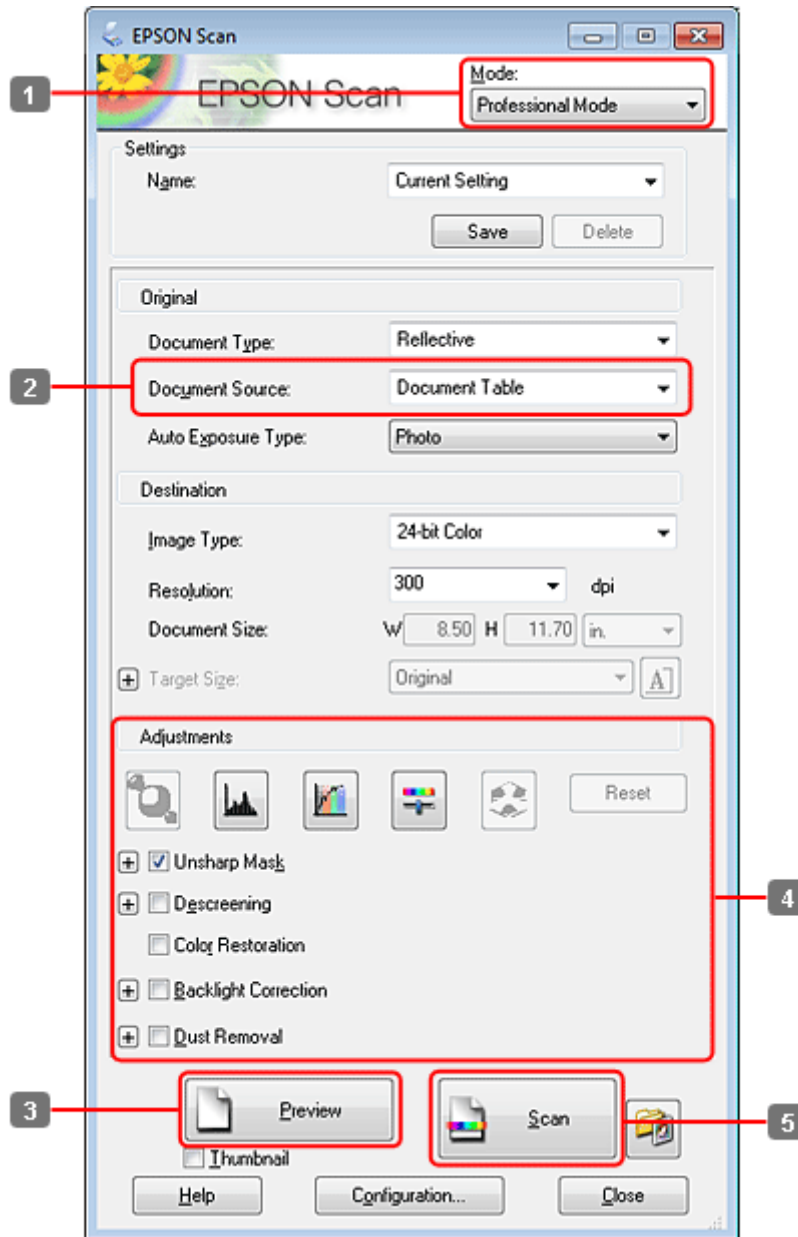 EPSON Scan
EPSON Scan
Mode:
1
Professional Mode
Settings
Name: Current Setting
Save Delete
Original
Document Type: Reflective
2 Document Source: Document Table
Auto Exposure Type: Photo
Destination
Image Type: 24-bit Color
Resolution: 300 dpi
Document Size: W 8.50 H 11.70 in.
Target Size: Original A
Adjustments
Reset
Unsharp Mask
4
Descreening
Color Restoration
Backlight Correction
Dust Removal
3 Preview Scan 5
Thumbnail
Help Configuration... Close